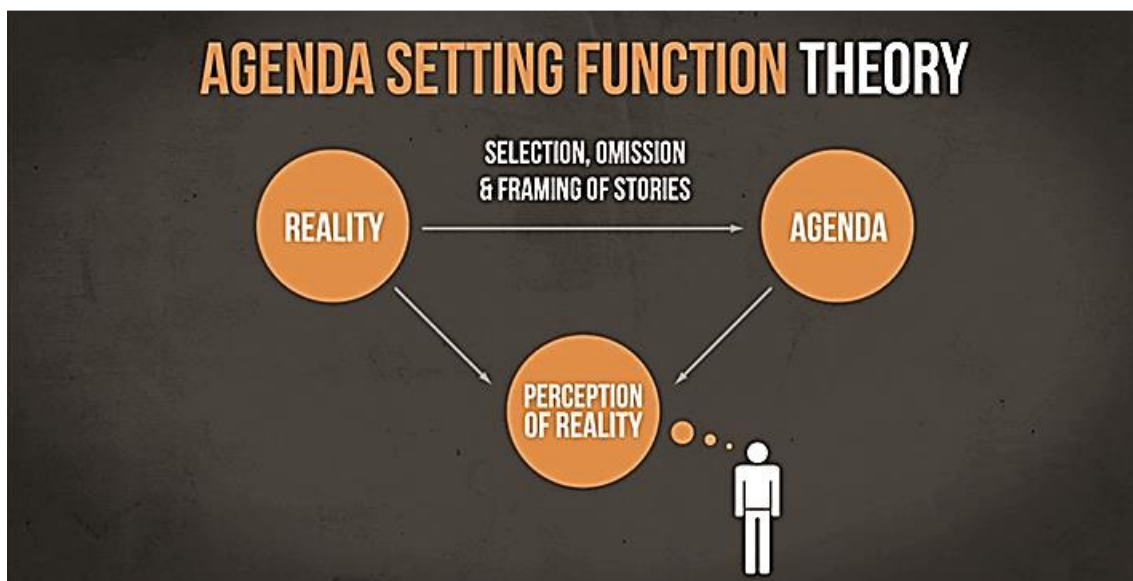 AGENDA SETTING FUNCTION THEORY
SELECTION, OMISSION
& FRAMING OF STORIES
REALITY
AGENDA
PERCEPTION
OF REALITY